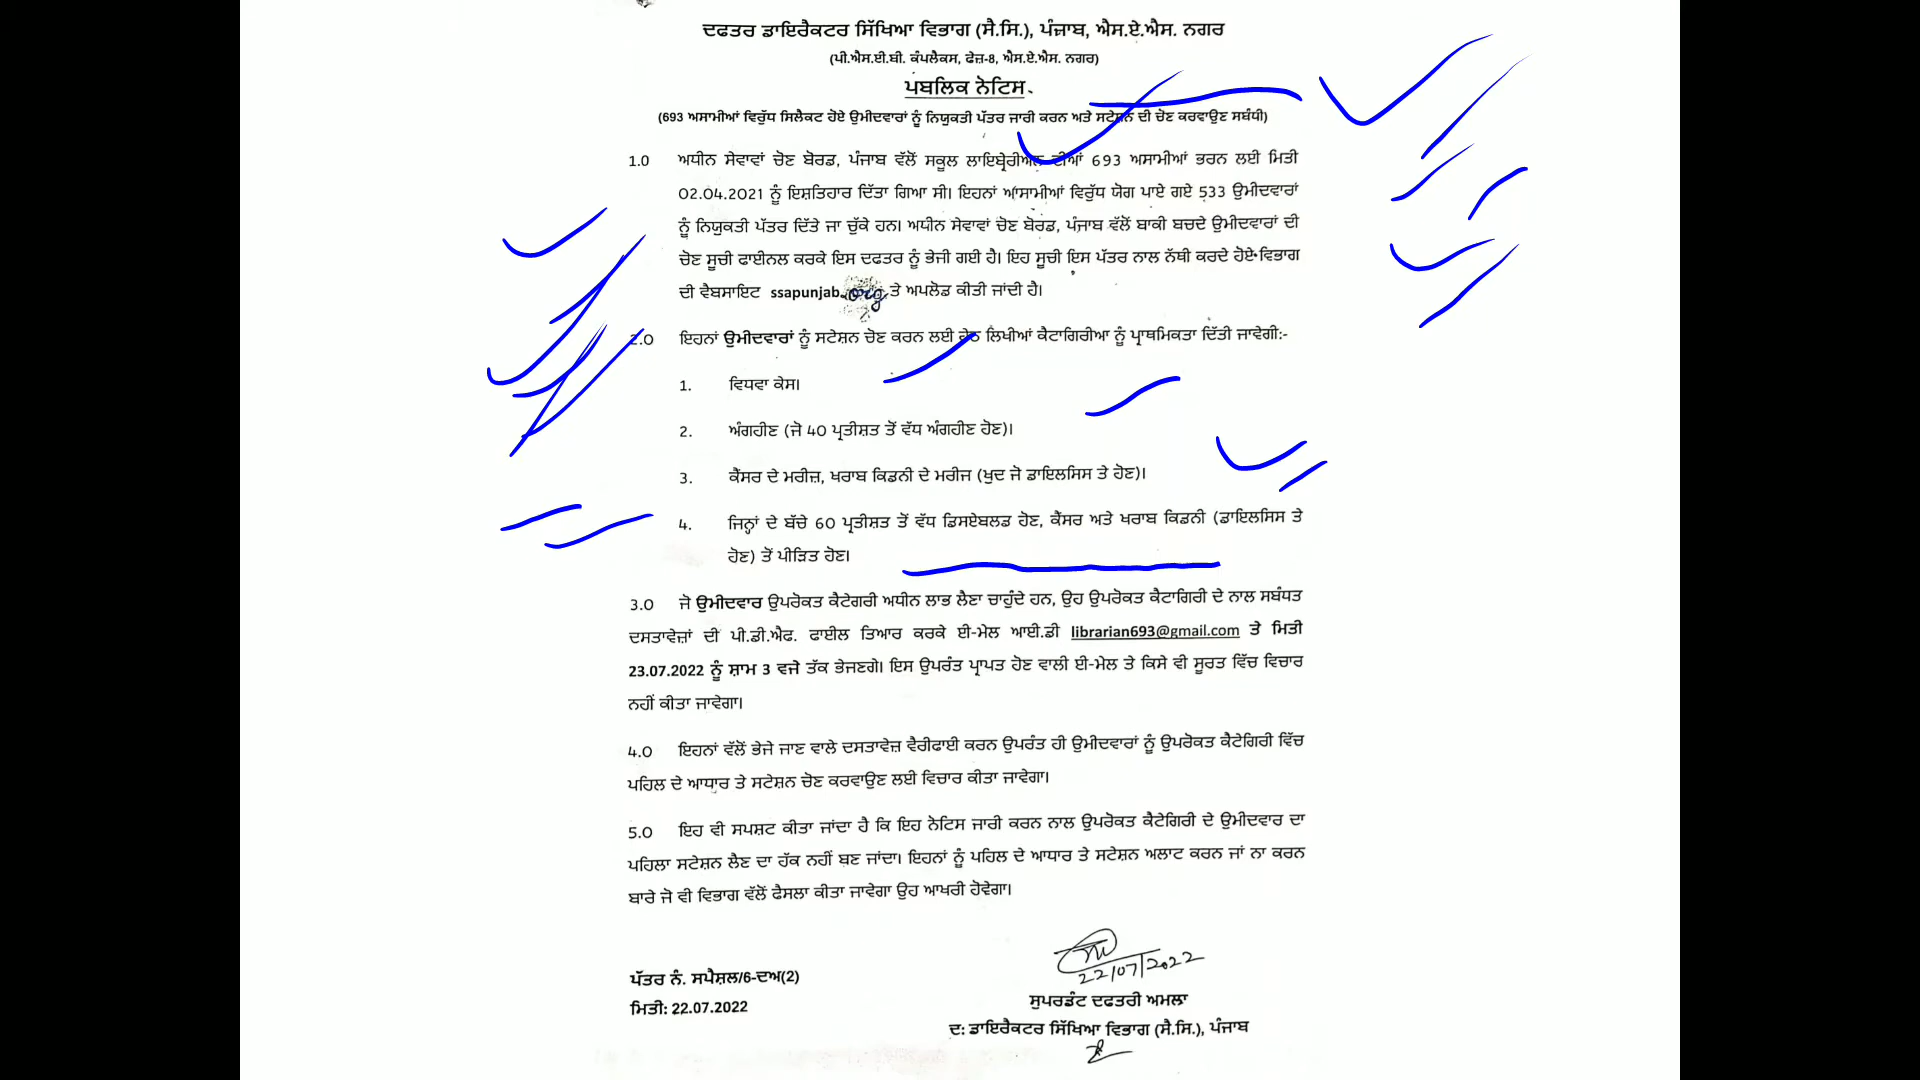 ਦਫਤਰ ਡਾਇਰੈਕਟਰ ਸਿੱਖਿਆ ਵਿਭਾਗ (ਸੈ.ਸਿ.), ਪੰਜਾਬ, ਐਸ.ਏ.ਐਸ. ਨਗਰ
(ਪੀ.ਐਸ.ਈ.ਬੀ. ਕੰਪਲੈਕਸ, ਫੇਜ਼-8, ਐਸ.ਏ.ਐਸ. ਨਗਰ)
ਪਬਲਿਕ ਨੋਟਿਸ
(693 ਅਸਾਮੀਆਂ ਵਿਰੁੱਧ ਸਿਲੈਕਟ ਹੋਏ ਉਮੀਦਵਾਰਾਂ ਨੂੰ ਨਿਯੁਕਤੀ ਪੱਤਰ ਜਾਰੀ ਕਰਨ ਅਤੇ ਸਟੇਸ਼ਨ ਦੀ ਚੋਣ ਕਰਵਾਉਣ ਸਬੰਧੀ)
1.0 ਅਧੀਨ ਸੇਵਾਵਾਂ ਚੋਣ ਬੋਰਡ, ਪੰਜਾਬ ਵੱਲੋਂ ਸਕੂਲ ਲਾਇਬ੍ਰੇਰੀਅਨ ਦੀਆਂ 693 ਅਸਾਮੀਆਂ ਭਰਨ ਲਈ ਮਿਤੀ
02.04.2021 ਨੂੰ ਇਸ਼ਤਿਹਾਰ ਦਿੱਤਾ ਗਿਆ ਸੀ। ਇਹਨਾਂ ਆਸਾਮੀਆਂ ਵਿਰੁੱਧ ਯੋਗ ਪਾਏ ਗਏ 533 ਉਮੀਦਵਾਰਾਂ
ਨੂੰ ਨਿਯੁਕਤੀ ਪੱਤਰ ਦਿੱਤੇ ਜਾ ਚੁੱਕੇ ਹਨ। ਅਧੀਨ ਸੇਵਾਵਾਂ ਚੋਣ ਬੋਰਡ, ਪੰਜਾਬ ਵੱਲੋਂ ਬਾਕੀ ਬਚਦੇ ਉਮੀਦਵਾਰਾਂ ਦੀ
ਚੋਣ ਸੂਚੀ ਫਾਈਨਲ ਕਰਕੇ ਇਸ ਦਫਤਰ ਨੂੰ ਭੇਜੀ ਗਈ ਹੈ। ਇਹ ਸੂਚੀ ਇਸ ਪੱਤਰ ਨਾਲ ਨੱਥੀ ਕਰਦੇ ਹੋਏ ਵਿਭਾਗ
ਦੀ ਵੈਬਸਾਇਟ ssapunjab.org ਤੇ ਅਪਲੋਡ ਕੀਤੀ ਜਾਂਦੀ ਹੈ।
2.0 ਇਹਨਾਂ ਉਮੀਦਵਾਰਾਂ ਨੂੰ ਸਟੇਸ਼ਨ ਚੋਣ ਕਰਨ ਲਈ ਹੇਠ ਲਿਖੀਆਂ ਕੈਟਾਗਿਰੀਆ ਨੂੰ ਪ੍ਰਾਥਮਿਕਤਾ ਦਿੱਤੀ ਜਾਵੇਗੀ:-
1. ਵਿਧਵਾ ਕੇਸ।
2. ਅੰਗਹੀਣ (ਜੋ 40 ਪ੍ਰਤੀਸ਼ਤ ਤੋਂ ਵੱਧ ਅੰਗਹੀਣ ਹੋਣ)।
3. ਕੈਂਸਰ ਦੇ ਮਰੀਜ਼, ਖਰਾਬ ਕਿਡਨੀ ਦੇ ਮਰੀਜ (ਖੁਦ ਜੋ ਡਾਇਲਸਿਸ ਤੇ ਹੋਣ)।
4. ਜਿਨ੍ਹਾਂ ਦੇ ਬੱਚੇ 60 ਪ੍ਰਤੀਸ਼ਤ ਤੋਂ ਵੱਧ ਡਿਸਏਬਲਡ ਹੋਣ, ਕੈਂਸਰ ਅਤੇ ਖਰਾਬ ਕਿਡਨੀ (ਡਾਇਲਸਿਸ ਤੇ
ਹੋਣ) ਤੋਂ ਪੀੜਿਤ ਹੋਣ।
3.0 ਜੋ ਉਮੀਦਵਾਰ ਉਪਰੋਕਤ ਕੈਟੇਗਰੀ ਅਧੀਨ ਲਾਭ ਲੈਣਾ ਚਾਹੁੰਦੇ ਹਨ, ਉਹ ਉਪਰੋਕਤ ਕੈਟਾਗਿਰੀ ਦੇ ਨਾਲ ਸਬੰਧਤ
ਦਸਤਾਵੇਜ਼ਾਂ ਦੀ ਪੀ.ਡੀ.ਐਫ. ਫਾਈਲ ਤਿਆਰ ਕਰਕੇ ਈ-ਮੇਲ ਆਈ.ਡੀ librarian693@gmail.com ਤੇ ਮਿਤੀ
23.07.2022 ਨੂੰ ਸ਼ਾਮ 3 ਵਜੇ ਤੱਕ ਭੇਜਣਗੇ। ਇਸ ਉਪਰੰਤ ਪ੍ਰਾਪਤ ਹੋਣ ਵਾਲੀ ਈ-ਮੇਲ ਤੇ ਕਿਸੇ ਵੀ ਸੂਰਤ ਵਿੱਚ ਵਿਚਾਰ
ਨਹੀਂ ਕੀਤਾ ਜਾਵੇਗਾ।
4.0 ਇਹਨਾਂ ਵੱਲੋਂ ਭੇਜੇ ਜਾਣ ਵਾਲੇ ਦਸਤਾਵੇਜ਼ ਵੈਰੀਫਾਈ ਕਰਨ ਉਪਰੰਤ ਹੀ ਉਮੀਦਵਾਰਾਂ ਨੂੰ ਉਪਰੋਕਤ ਕੈਟੇਗਿਰੀ ਵਿੱਚ
ਪਹਿਲ ਦੇ ਆਧਾਰ ਤੇ ਸਟੇਸ਼ਨ ਚੋਣ ਕਰਵਾਉਣ ਲਈ ਵਿਚਾਰ ਕੀਤਾ ਜਾਵੇਗਾ।
5.0 ਇਹ ਵੀ ਸਪਸ਼ਟ ਕੀਤਾ ਜਾਂਦਾ ਹੈ ਕਿ ਇਹ ਨੋਟਿਸ ਜਾਰੀ ਕਰਨ ਨਾਲ ਉਪਰੋਕਤ ਕੈਟੇਗਿਰੀ ਦੇ ਉਮੀਦਵਾਰ ਦਾ
ਪਹਿਲਾ ਸਟੇਸ਼ਨ ਲੈਣ ਦਾ ਹੱਕ ਨਹੀਂ ਬਣ ਜਾਂਦਾ। ਇਹਨਾਂ ਨੂੰ ਪਹਿਲ ਦੇ ਆਧਾਰ ਤੇ ਸਟੇਸ਼ਨ ਅਲਾਟ ਕਰਨ ਜਾਂ ਨਾ ਕਰਨ
ਬਾਰੇ ਜੋ ਵੀ ਵਿਭਾਗ ਵੱਲੋਂ ਫੈਸਲਾ ਕੀਤਾ ਜਾਵੇਗਾ ਉਹ ਆਖਰੀ ਹੋਵੇਗਾ।
22/07/2022
ਪੱਤਰ ਨੰ. ਸਪੈਸ਼ਲ/6-ਦਅ(2)
ਮਿਤੀ: 22.07.2022
ਸੁਪਰਡੰਟ ਦਫਤਰੀ ਅਮਲਾ
ਦ: ਡਾਇਰੈਕਟਰ ਸਿੱਖਿਆ ਵਿਭਾਗ (ਸੈ.ਸਿ.), ਪੰਜਾਬ